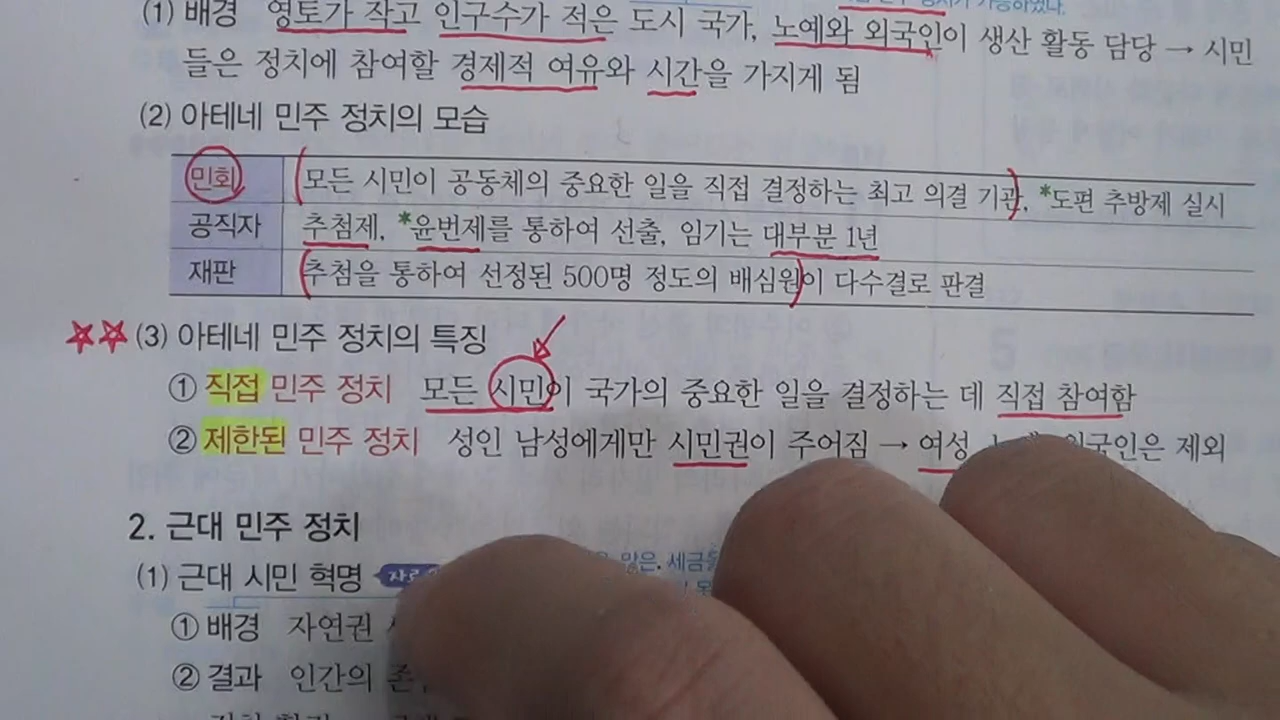 (1) 배경 영토가 작고 인구수가 적은 도시 국가, 노예와 외국인이 생산 활동 담당 → 시민
들은 정치에 참여할 경제적 여유와 시간을 가지게 됨
(2) 아테네 민주 정치의 모습
민회 모든 시민이 공동체의 중요한 일을 직접 결정하는 최고 의결 기관, *도편 추방제 실시
공직자 추첨제, *윤번제를 통하여 선출, 임기는 대부분 1년
재판 추첨을 통하여 선정된 500명 정도의 배심원이 다수결로 판결
(3) 아테네 민주 정치의 특징
① 직접 민주 정치 모든 시민이 국가의 중요한 일을 결정하는 데 직접 참여함
② 제한된 민주 정치 성인 남성에게만 시민권이 주어짐 → 여성 외국인은 제외
2. 근대 민주 정치
(1) 근대 시민 혁명 자료
세금
① 배경 자연권
② 결과 인간의